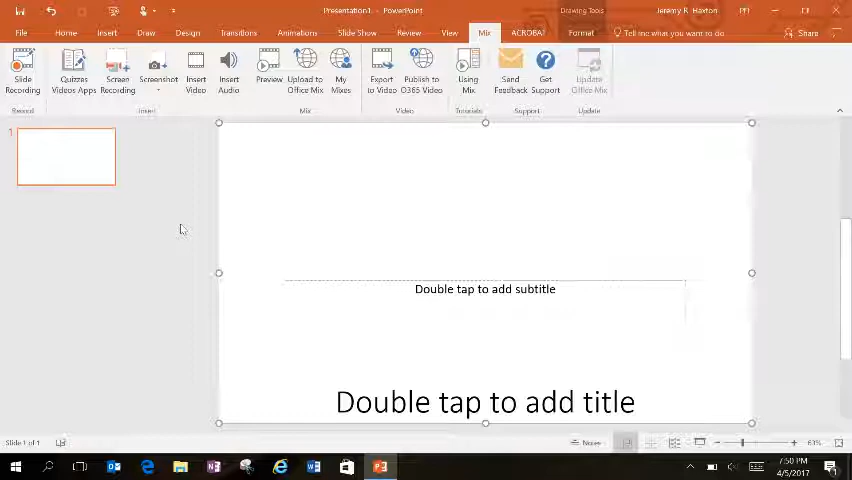 Presentation1 - PowerPoint
Drawing Tools
Jeremy R. Haxton
File Home Insert Draw Design Transitions Animations Slide Show Review View Mix ACROBAT Format Tell me what you want to do Share
Slide Recording
Quizzes Videos Apps
Screen Recording
Screenshot
Insert Video
Insert Audio
Preview
Upload to Office Mix
My Mixes
Export to Video
Publish to O365 Video
Using Mix
Send Feedback
Get Support
Update Office Mix
Record Insert Mix Video Tutorials Support Update
1
Double tap to add subtitle
Double tap to add title
Slide 1 of 1
Notes
63%
7:50 PM
4/5/2017